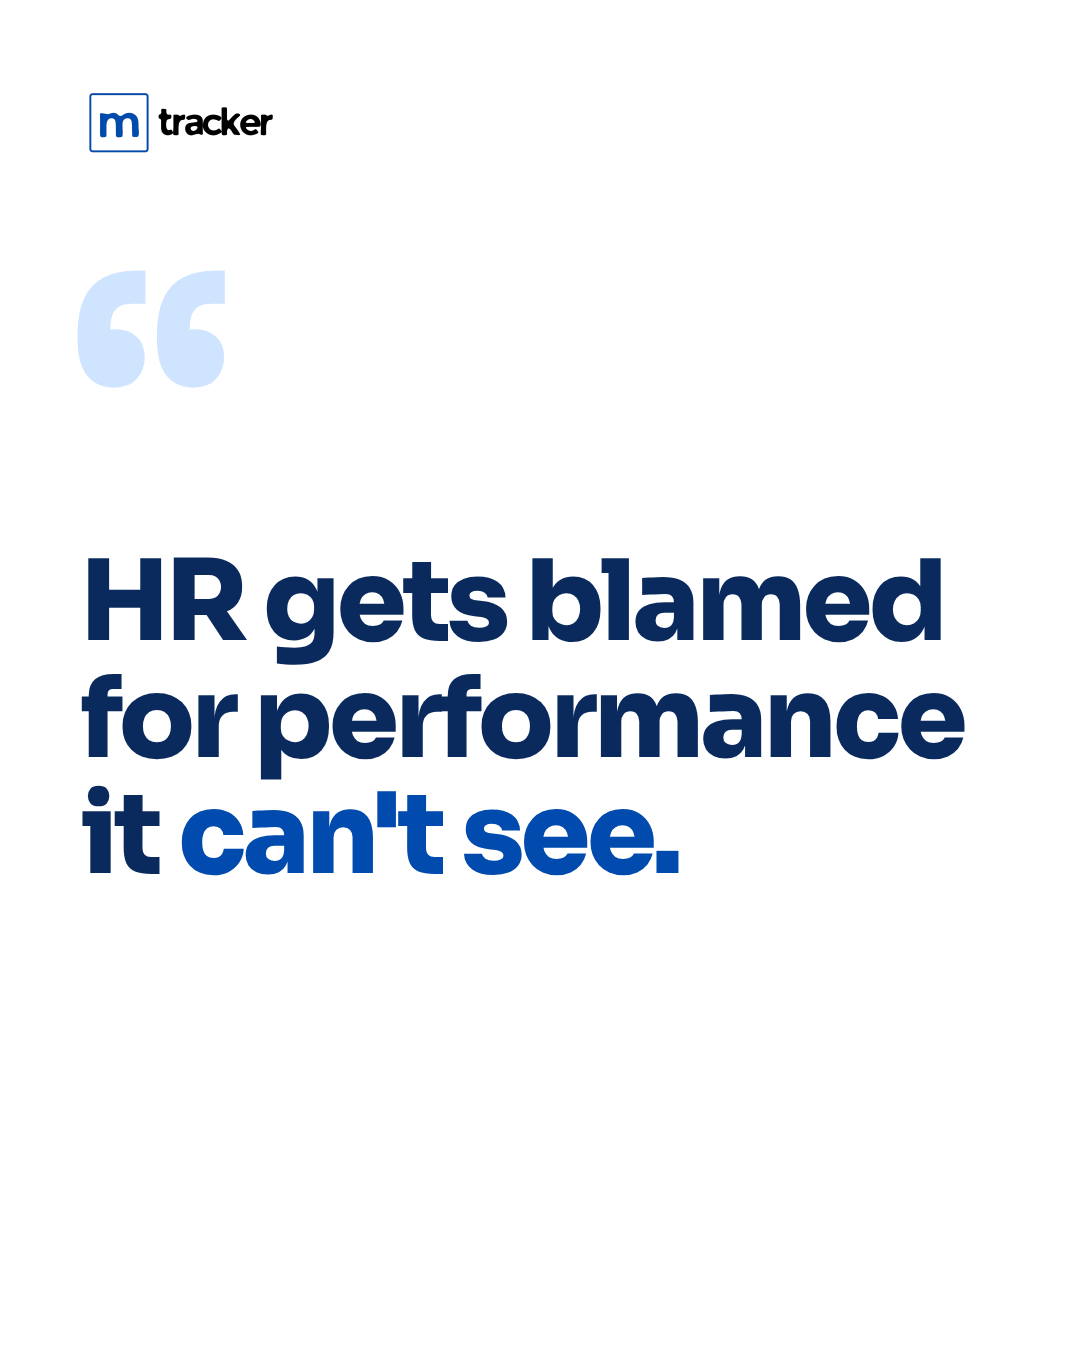 m tracker
“
HR gets blamed
for performance
it can't see.